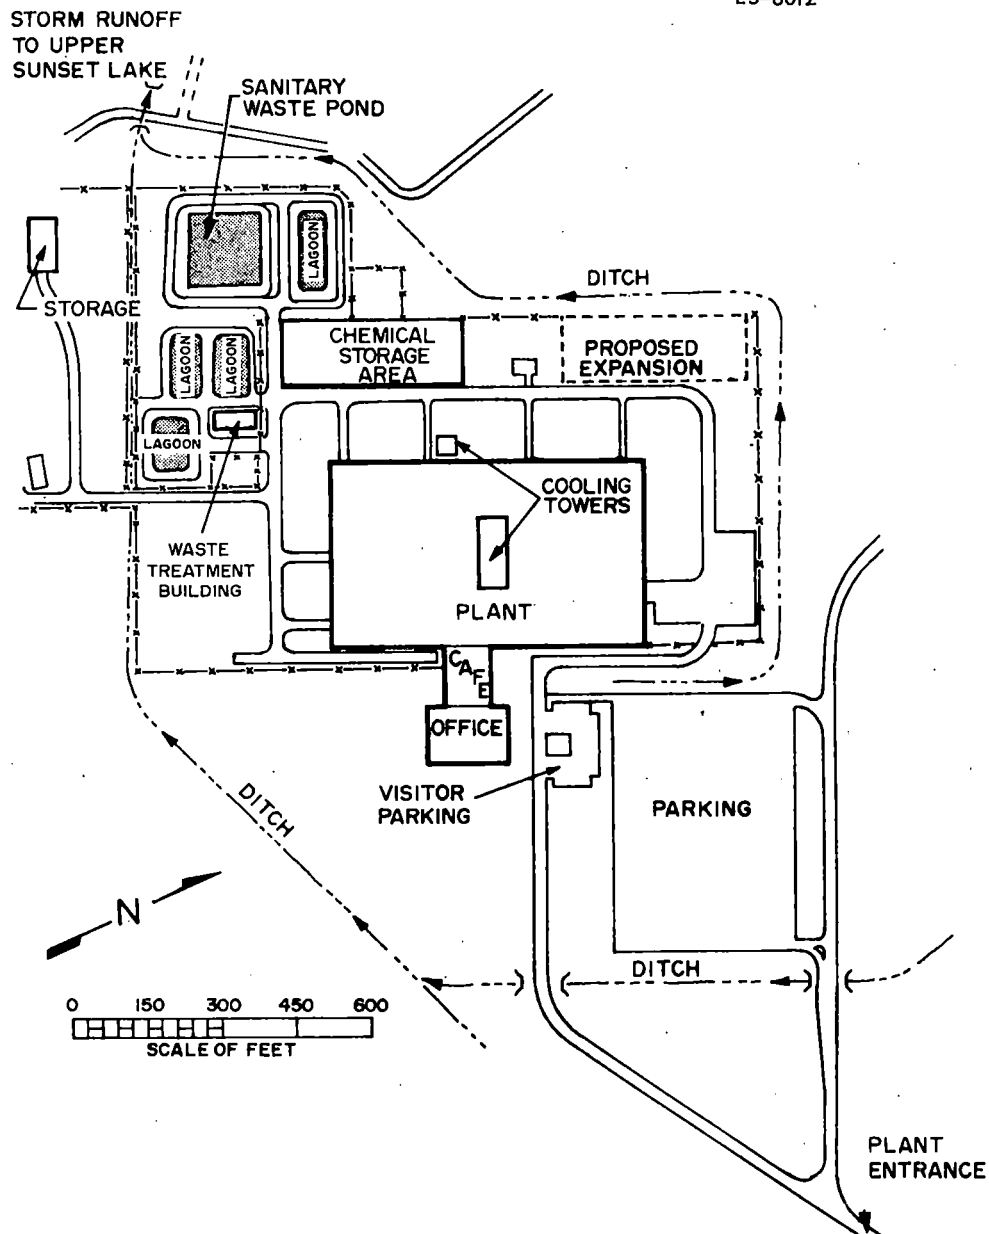 STORM RUNOFF
TO UPPER
SUNSET LAKE
SANITARY
WASTE POND
LAGOON
DITCH
STORAGE
CHEMICAL
STORAGE
AREA
PROPOSED
EXPANSION
LAGOON
LAGOON
LAGOON
COOLING
TOWERS
WASTE
TREATMENT
BUILDING
PLANT
CAFE
OFFICE
VISITOR
PARKING
PARKING
DITCH
N
DITCH
0 150 300 450 600
SCALE OF FEET
PLANT
ENTRANCE